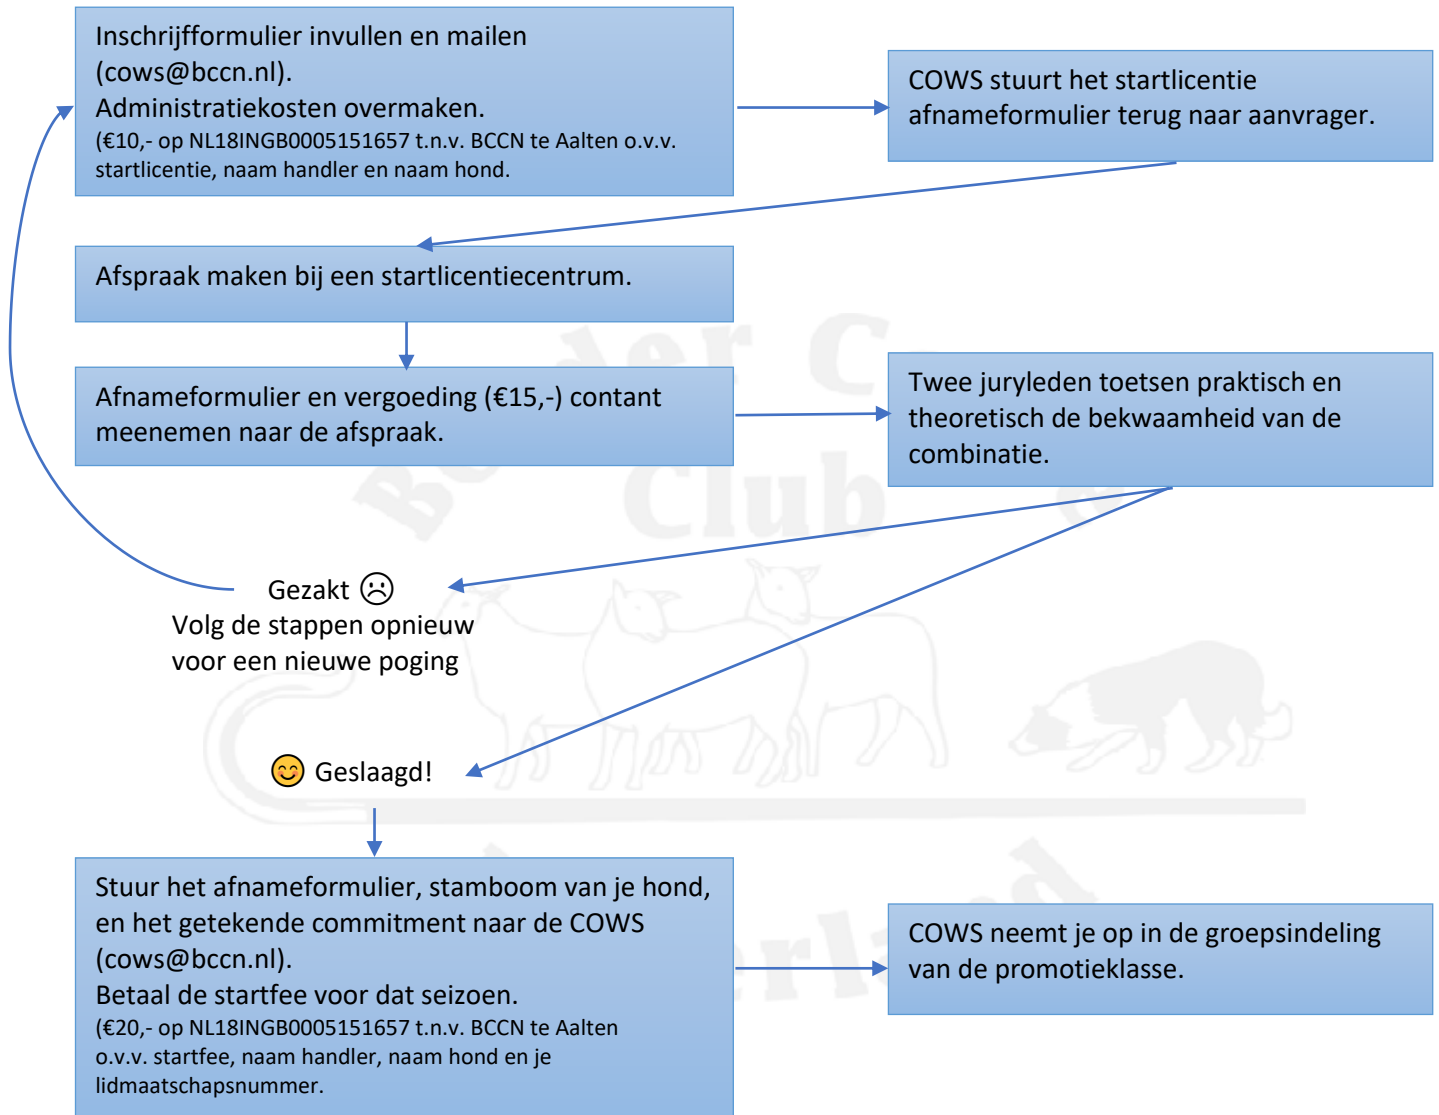 Inschrijfformulier invullen en mailen
(cows@bccn.nl).
Administratiekosten overmaken.
(€10,- op NL18INGB0005151657 t.n.v. BCCN te Aalten o.v.v.
startlicentie, naam handler en naam hond.
COWS stuurt het startlicentie
afnameformulier terug naar aanvrager.
Afspraak maken bij een startlicentiecentrum.
Afnameformulier en vergoeding (€15,-) contant
meenemen naar de afspraak.
Twee juryleden toetsen praktisch en
theoretisch de bekwaamheid van de
combinatie.
Gezakt ☹
Volg de stappen opnieuw
voor een nieuwe poging
😊 Geslaagd!
Stuur het afnameformulier, stamboom van je hond,
en het getekende commitment naar de COWS
(cows@bccn.nl).
Betaal de startfee voor dat seizoen.
(€20,- op NL18INGB0005151657 t.n.v. BCCN te Aalten
o.v.v. startfee, naam handler, naam hond en je
lidmaatschapsnummer.
COWS neemt je op in de groepsindeling
van de promotieklasse.
Club